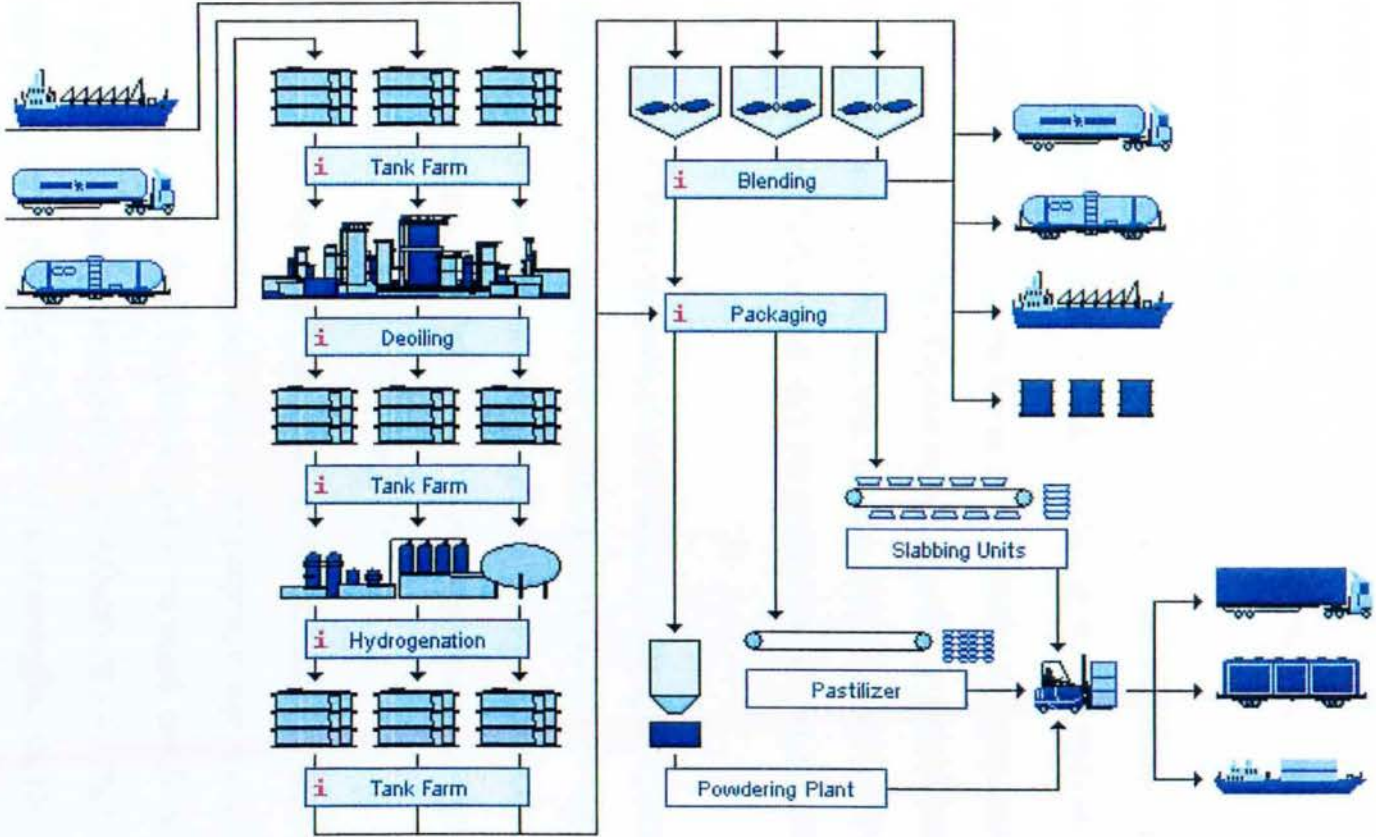 i Tank Farm
i Deoiling
i Tank Farm
i Hydrogenation
i Tank Farm
i Blending
i Packaging
Slabbing Units
Pastilizer
Powdering Plant